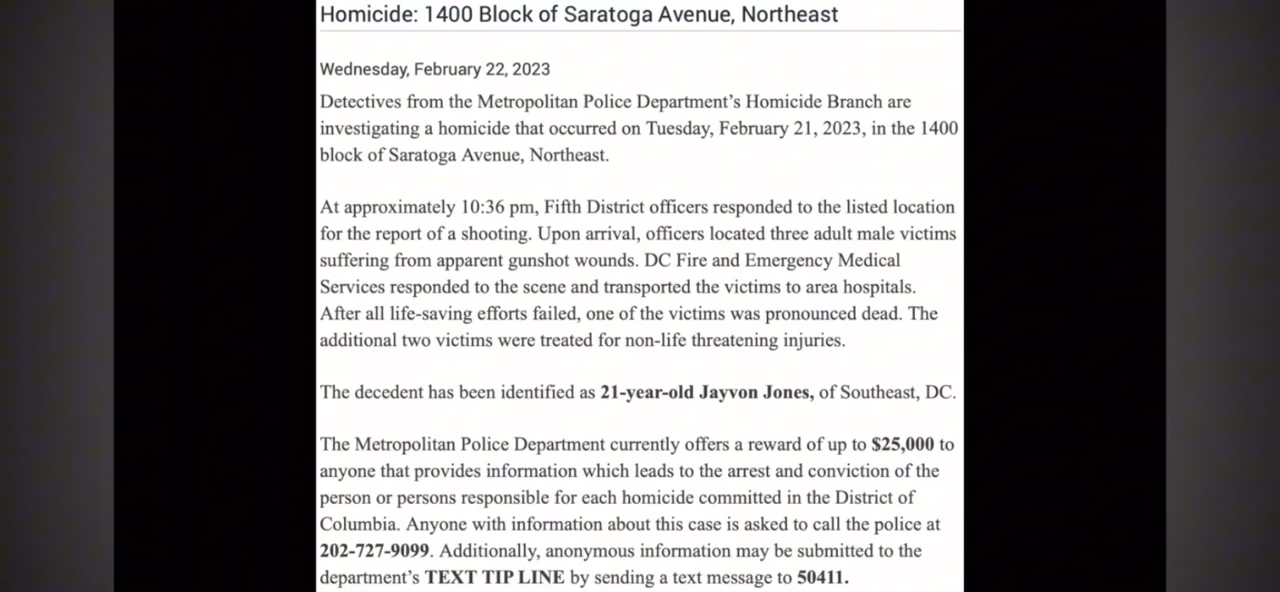 Homicide: 1400 Block of Saratoga Avenue, Northeast
Wednesday, February 22, 2023
Detectives from the Metropolitan Police Department’s Homicide Branch are
investigating a homicide that occurred on Tuesday, February 21, 2023, in the 1400
block of Saratoga Avenue, Northeast.
At approximately 10:36 pm, Fifth District officers responded to the listed location
for the report of a shooting. Upon arrival, officers located three adult male victims
suffering from apparent gunshot wounds. DC Fire and Emergency Medical
Services responded to the scene and transported the victims to area hospitals.
After all life-saving efforts failed, one of the victims was pronounced dead. The
additional two victims were treated for non-life threatening injuries.
The decedent has been identified as 21-year-old Jayvon Jones, of Southeast, DC.
The Metropolitan Police Department currently offers a reward of up to $25,000 to
anyone that provides information which leads to the arrest and conviction of the
person or persons responsible for each homicide committed in the District of
Columbia. Anyone with information about this case is asked to call the police at
202-727-9099. Additionally, anonymous information may be submitted to the
department’s TEXT TIP LINE by sending a text message to 50411.